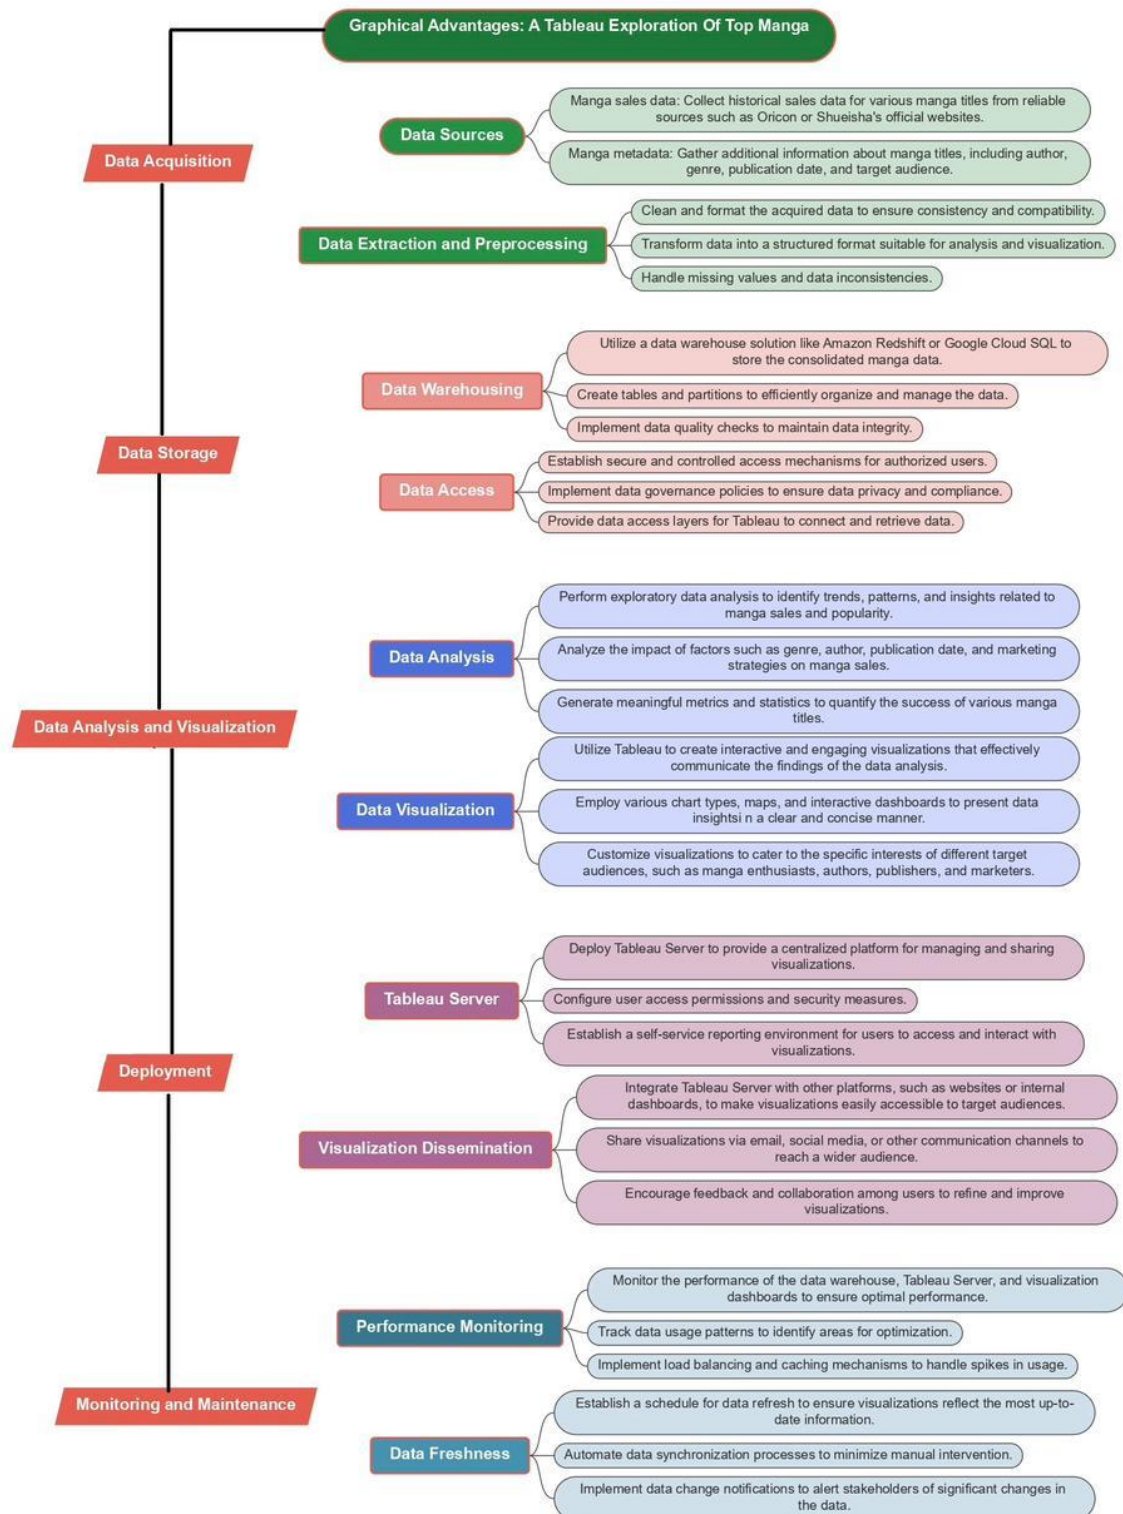 Graphical Advantages: A Tableau Exploration Of Top Manga
Data Acquisition
Data Sources
Manga sales data: Collect historical sales data for various manga titles from reliable
sources such as Oricon or Shueisha's official websites.
Manga metadata: Gather additional information about manga titles, including author,
genre, publication date, and target audience.
Data Extraction and Preprocessing
Clean and format the acquired data to ensure consistency and compatibility.
Transform data into a structured format suitable for analysis and visualization.
Handle missing values and data inconsistencies.
Data Storage
Data Warehousing
Utilize a data warehouse solution like Amazon Redshift or Google Cloud SQL to
store the consolidated manga data.
Create tables and partitions to efficiently organize and manage the data.
Implement data quality checks to maintain data integrity.
Data Access
Establish secure and controlled access mechanisms for authorized users.
Implement data governance policies to ensure data privacy and compliance.
Provide data access layers for Tableau to connect and retrieve data.
Data Analysis and Visualization
Data Analysis
Perform exploratory data analysis to identify trends, patterns, and insights related to
manga sales and popularity.
Analyze the impact of factors such as genre, author, publication date, and marketing
strategies on manga sales.
Generate meaningful metrics and statistics to quantify the success of various manga
titles.
Data Visualization
Utilize Tableau to create interactive and engaging visualizations that effectively
communicate the findings of the data analysis.
Employ various chart types, maps, and interactive dashboards to present data
insightsi n a clear and concise manner.
Customize visualizations to cater to the specific interests of different target
audiences, such as manga enthusiasts, authors, publishers, and marketers.
Deployment
Tableau Server
Deploy Tableau Server to provide a centralized platform for managing and sharing
visualizations.
Configure user access permissions and security measures.
Establish a self-service reporting environment for users to access and interact with
visualizations.
Visualization Dissemination
Integrate Tableau Server with other platforms, such as websites or internal
dashboards, to make visualizations easily accessible to target audiences.
Share visualizations via email, social media, or other communication channels to
reach a wider audience.
Encourage feedback and collaboration among users to refine and improve
visualizations.
Monitoring and Maintenance
Performance Monitoring
Monitor the performance of the data warehouse, Tableau Server, and visualization
dashboards to ensure optimal performance.
Track data usage patterns to identify areas for optimization.
Implement load balancing and caching mechanisms to handle spikes in usage.
Data Freshness
Establish a schedule for data refresh to ensure visualizations reflect the most up-to-
date information.
Automate data synchronization processes to minimize manual intervention.
Implement data change notifications to alert stakeholders of significant changes in
the data.